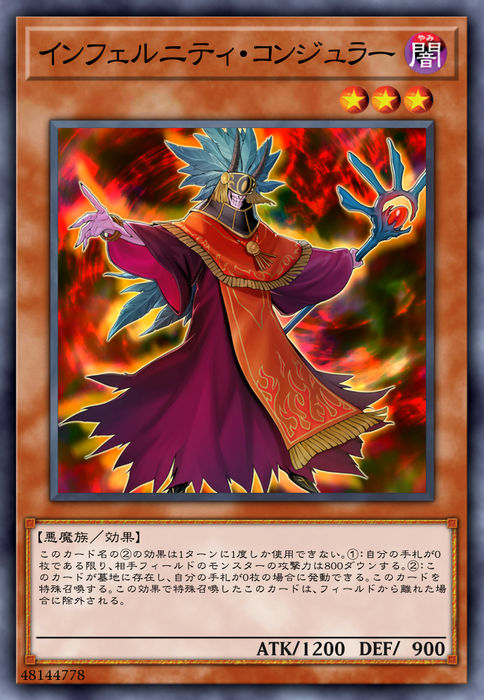 インフェルニティ・コンジュラー
やみ
闇
【悪魔族／効果】
このカード名の②の効果は1ターンに1度しか使用できない。①：自分の手札が0
枚である限り、相手フィールドのモンスターの攻撃力は800ダウンする。②：こ
のカードが墓地に存在し、自分の手札が0枚の場合に発動できる。このカードを
特殊召喚する。この効果で特殊召喚したこのカードは、フィールドから離れた場
合に除外される。
ATK/1200 DEF/ 900
48144778